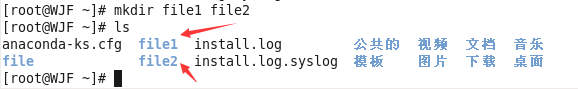 [root@WJF ~]# mkdir file1 file2
[root@WJF ~]# ls
anaconda-ks.cfg file1 install.log 公共的 视频 文档 音乐
file file2 install.log.syslog 模板 图片 下载 桌面
[root@WJF ~]#